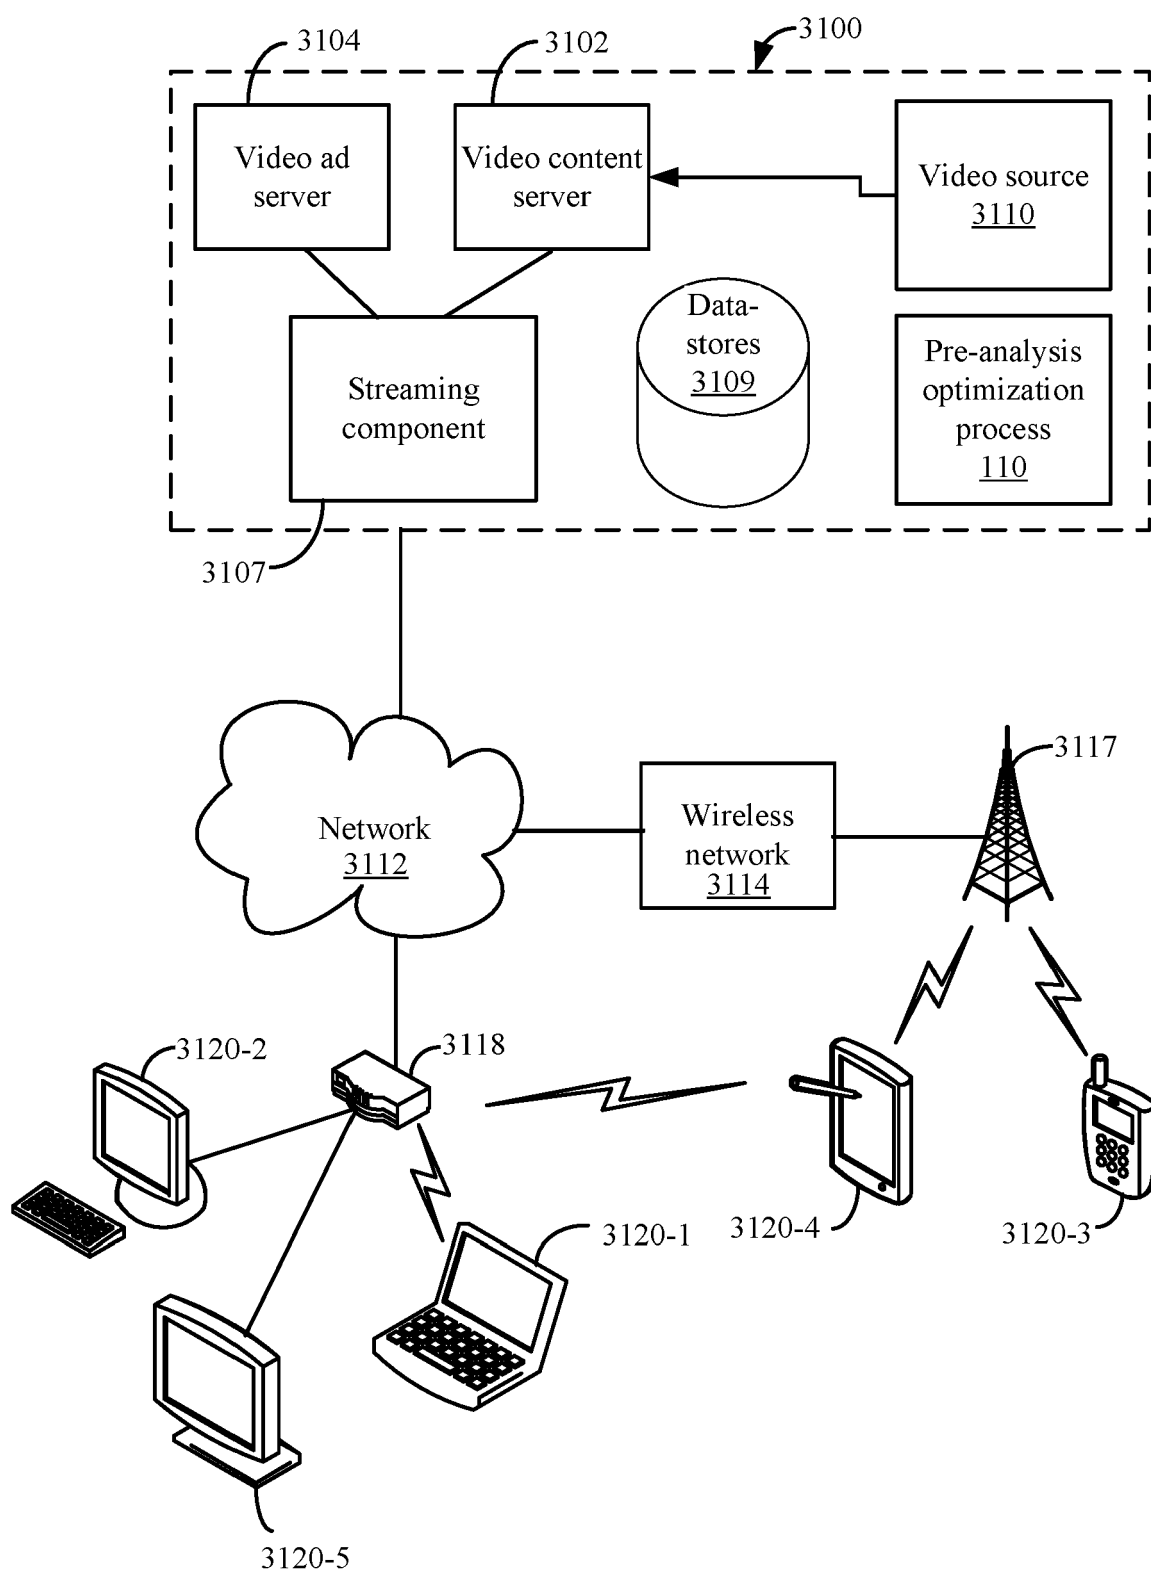 3104
3102
3100
Video ad
server
Video content
server
Video source
3110
Data-
stores
3109
Pre-analysis
optimization
process
110
Streaming
component
3107
3117
Network
3112
Wireless
network
3114
3120-2
3118
3120-1
3120-4
3120-3
3120-5